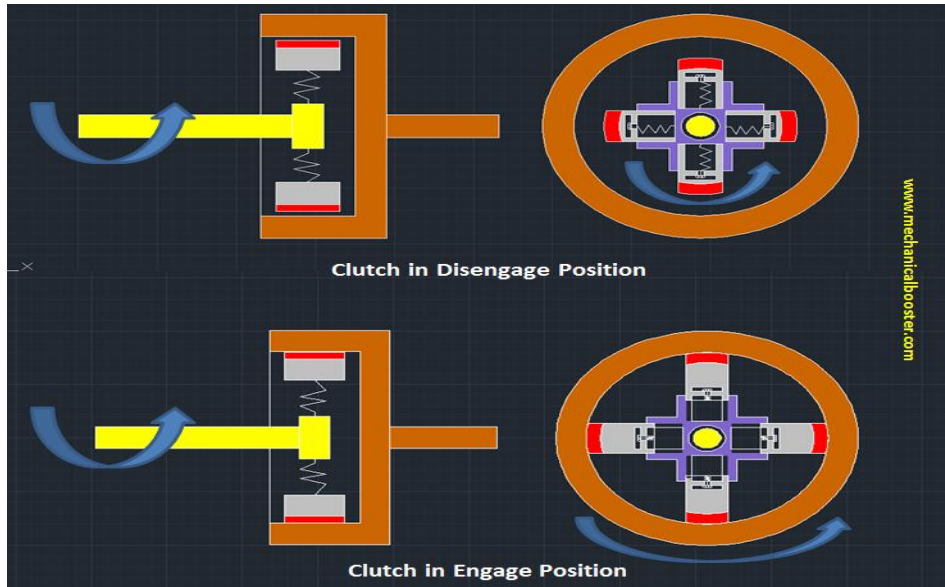 Clutch in Disengage Position
www.mechanicalbooster.com
X
Clutch in Engage Position